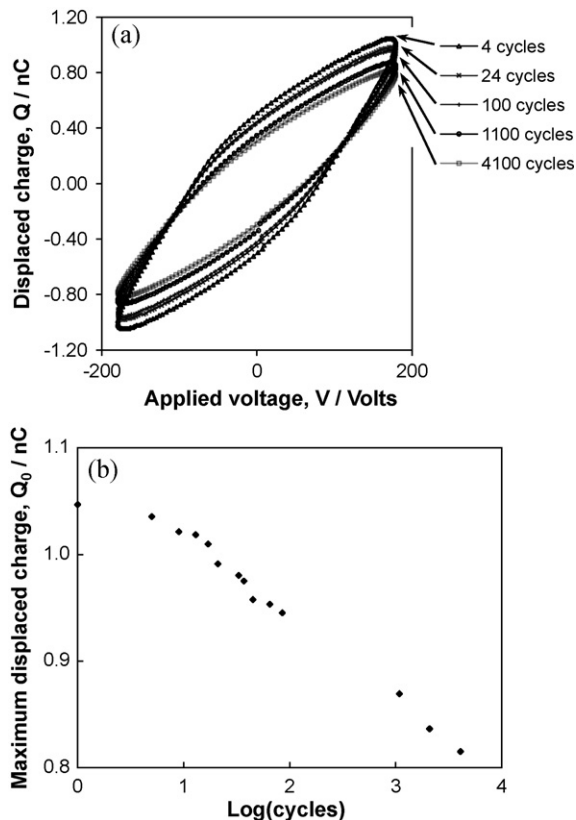 (a)
Displaced charge, Q / nC
1.20
0.80
0.40
0.00
-0.40
-0.80
-1.20
-200
0
200
Applied voltage, V / Volts
4 cycles
24 cycles
100 cycles
1100 cycles
4100 cycles
(b)
Maximum displaced charge, Q₀ / nC
1.1
1.0
0.9
0.8
0
1
2
3
4
Log(cycles)